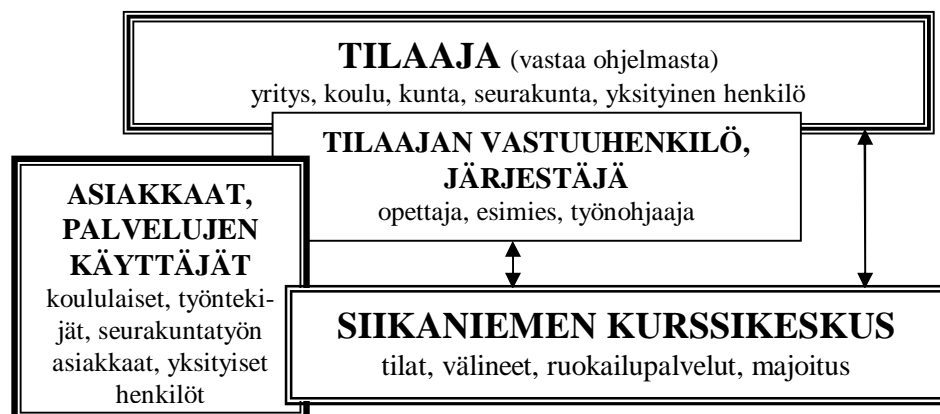 TILAAJA (vastaa ohjelmasta)
yritys, koulu, kunta, seurakunta, yksityinen henkilö
TILAAJAN VASTUUHENKILÖ,
JÄRJESTÄJÄ
opettaja, esimies, työnohjaaja
ASIAKKAAT,
PALVELUJEN
KÄYTTÄJÄT
koululaiset, työnteki-
jät, seurakuntatyön
asiakkaat, yksityiset
henkilöt
SIIKANIEMEN KURSSIKESKUS
tilat, välineet, ruokailupalvelut, majoitus